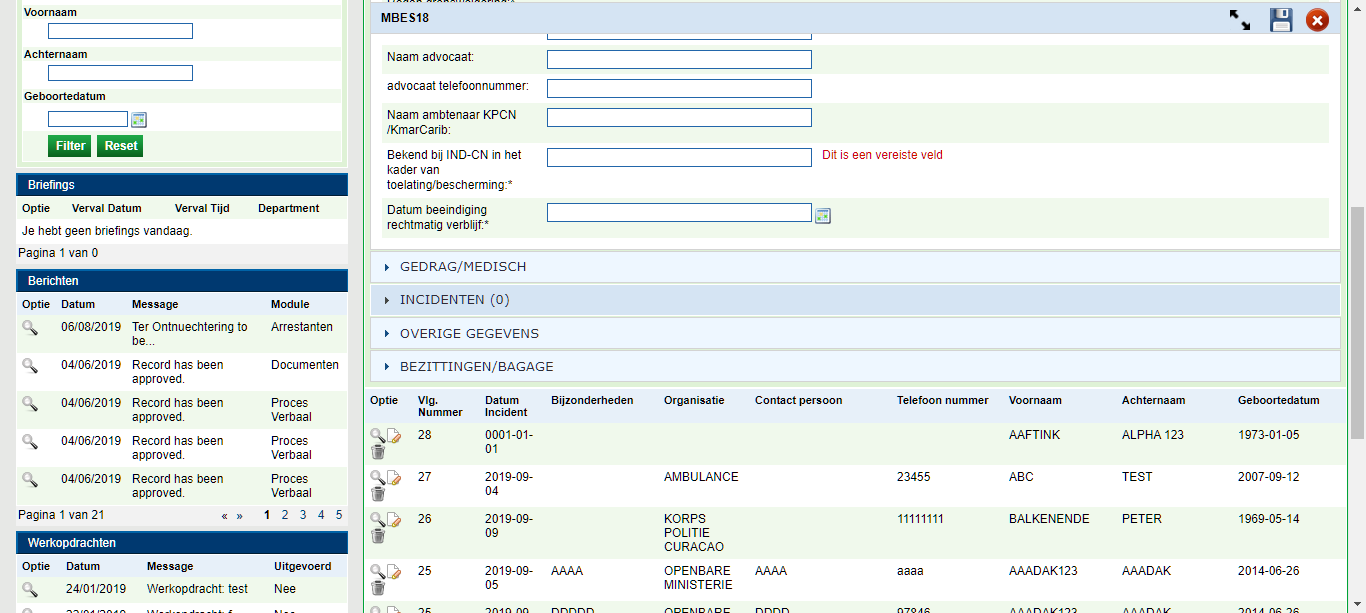 Voornaam
Achternaam
Geboortedatum
Filter Reset
Briefings
Optie Verval Datum Verval Tijd Department
Je hebt geen briefings vandaag.
Pagina 1 van 0
Berichten
Optie Datum Message Module
06/08/2019 Ter Ontnuechtering to be... Arrestanten
04/06/2019 Record has been approved. Documenten
04/06/2019 Record has been approved. Proces Verbaal
04/06/2019 Record has been approved. Proces Verbaal
04/06/2019 Record has been approved. Proces Verbaal
Pagina 1 van 21 « » 1 2 3 4 5
Werkopdrachten
Optie Datum Message Uitgevoerd
24/01/2019 Werkopdracht: test Nee
MBES18
Naam advocaat:
advocaat telefoonnummer:
Naam ambtenaar KPCN
/KmarCarib:
Bekend bij IND-CN in het
kader van
toelating/bescherming:*
Dit is een vereiste veld
Datum beeindiging
rechtmatig verblijf:*
GEDRAG/MEDISCH
INCIDENTEN (0)
OVERIGE GEGEVENS
BEZITTINGEN/BAGAGE
Optie Vlg. Nummer Datum Incident Bijzonderheden Organisatie Contact persoon Telefoon nummer Voornaam Achternaam Geboortedatum
28 0001-01-01 AAFTINK ALPHA 123 1973-01-05
27 2019-09-04 AMBULANCE 23455 ABC TEST 2007-09-12
26 2019-09-09 KORPS POLITIE CURACAO 11111111 BALKENENDE PETER 1969-05-14
25 2019-09-05 AAAA OPENBARE MINISTERIE AAAA aaaa AAADAK123 AAADAK 2014-06-26
25 2019-09- DDDDD OPENBARE DDDD 97846 AAADAK123 AAADAK 2014-06-26